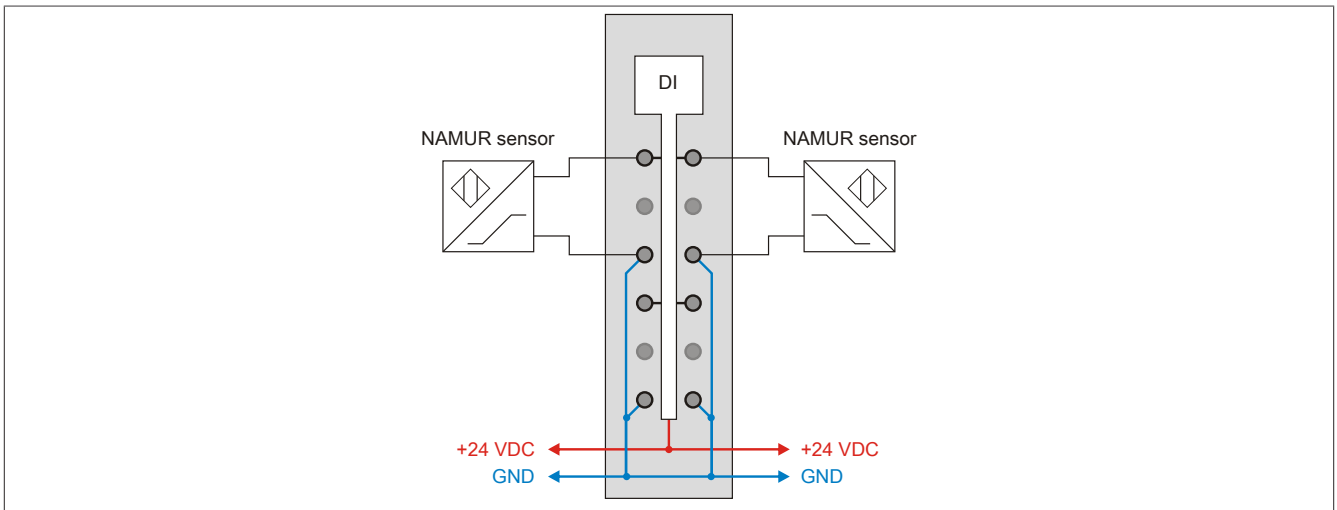 DI
NAMUR sensor
NAMUR sensor
+24 VDC
+24 VDC
GND
GND